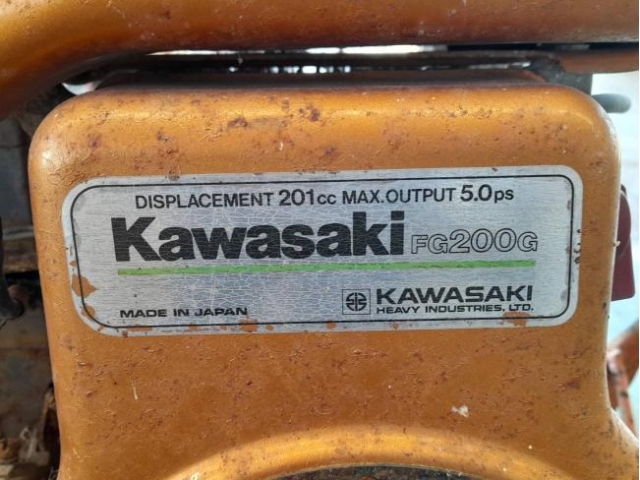 DISPLACEMENT 201cc MAX.OUTPUT 5.0ps
Kawasaki FG200G
MADE IN JAPAN
KAWASAKI
HEAVY INDUSTRIES, LTD.